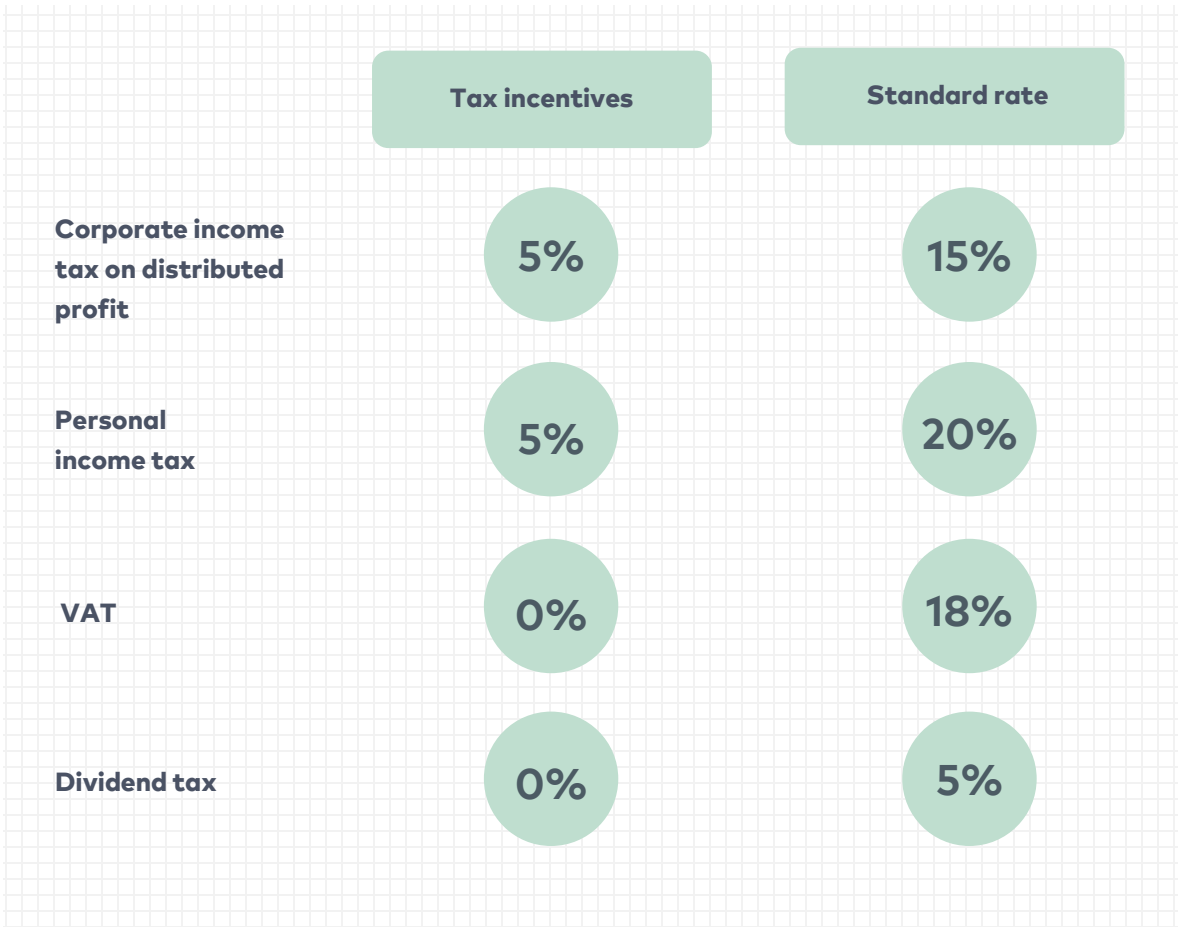 Tax incentives
Standard rate
Corporate income
tax on distributed
profit
5%
15%
Personal
income tax
5%
20%
VAT
0%
18%
Dividend tax
0%
5%